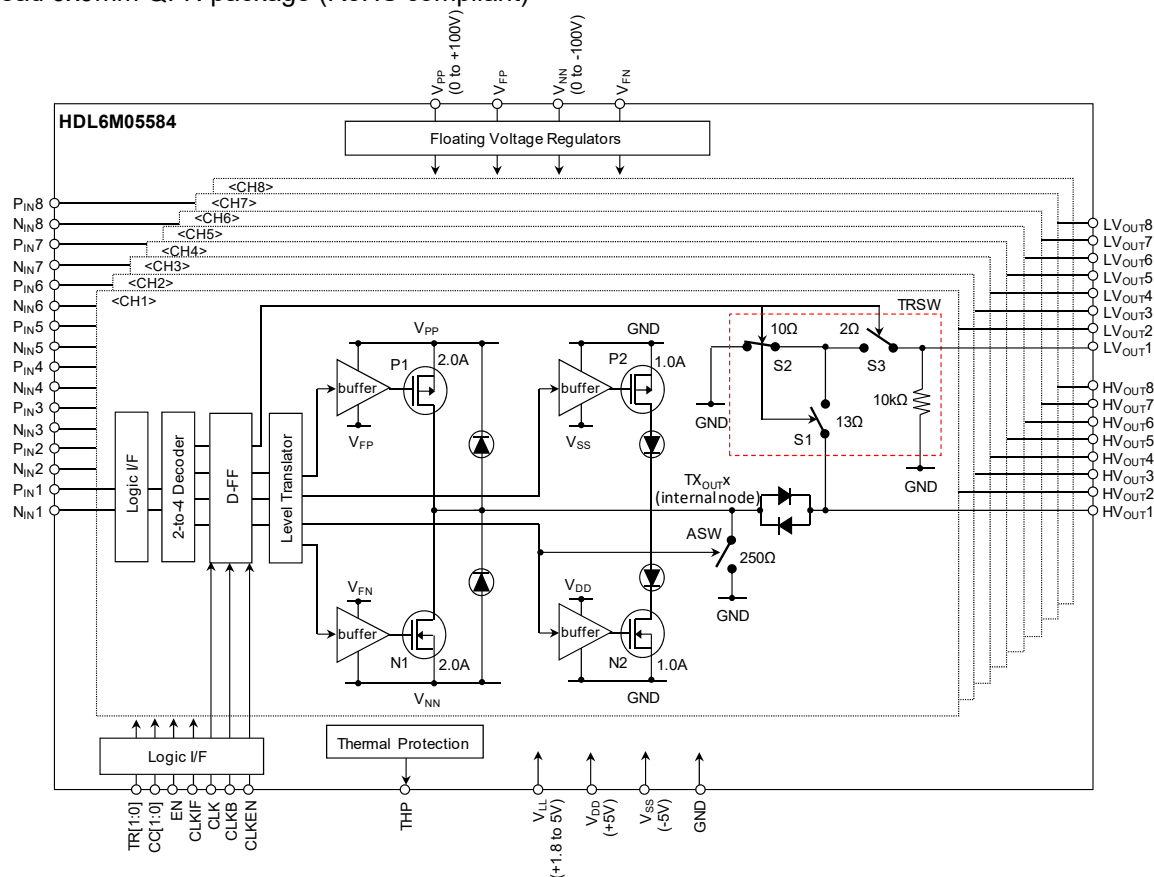 VPP
(0 to +100V)
VFP
VNN
(0 to -100V)
VFN
HDL6M05584
Floating Voltage Regulators
<CH8>
<CH7>
<CH6>
<CH5>
<CH4>
<CH3>
<CH2>
<CH1>
PIN8
NIN8
PIN7
NIN7
PIN6
NIN6
PIN5
NIN5
PIN4
NIN4
PIN3
NIN3
PIN2
NIN2
PIN1
NIN1
LVOUT8
LVOUT7
LVOUT6
LVOUT5
LVOUT4
LVOUT3
LVOUT2
LVOUT1
HVOUT8
HVOUT7
HVOUT6
HVOUT5
HVOUT4
HVOUT3
HVOUT2
HVOUT1
Logic I/F
2-to-4 Decoder
D-FF
Level Translator
VPP
P1
2.0A
buffer
VFP
GND
P2
1.0A
buffer
VSS
TRSW
10Ω
S2
2Ω
S3
GND
13Ω
S1
10kΩ
GND
TXOUTx
(internal node)
ASW
250Ω
GND
VFN
buffer
N1
2.0A
VNN
VDD
buffer
N2
1.0A
GND
Logic I/F
Thermal Protection
TR[1:0]
CC[1:0]
EN
CLKIF
CLK
CLKB
CLKEN
THP
VLL
(+1.8 to 5V)
VDD
(+5V)
VSS
(-5V)
GND